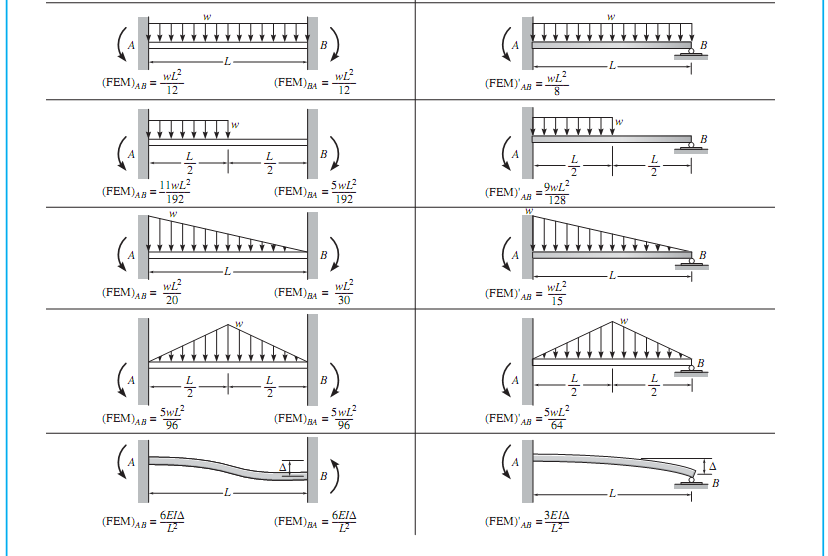 w w
A B A B
L L
(FEM)AB = wL²/12 (FEM)BA = wL²/12 (FEM)'AB = wL²/8
w w
A B A B
L/2 L/2 L/2 L/2
(FEM)AB = 11wL²/192 (FEM)BA = 5wL²/192 (FEM)'AB = 9wL²/128
w w
A B A B
L L
(FEM)AB = wL²/20 (FEM)BA = wL²/30 (FEM)'AB = wL²/15
w w
A B A B
L/2 L/2 L/2 L/2
(FEM)AB = 5wL²/96 (FEM)BA = 5wL²/96 (FEM)'AB = 5wL²/64
A Δ B A Δ B
L L
(FEM)AB = 6EIΔ/L² (FEM)BA = 6EIΔ/L² (FEM)'AB = 3EIΔ/L²